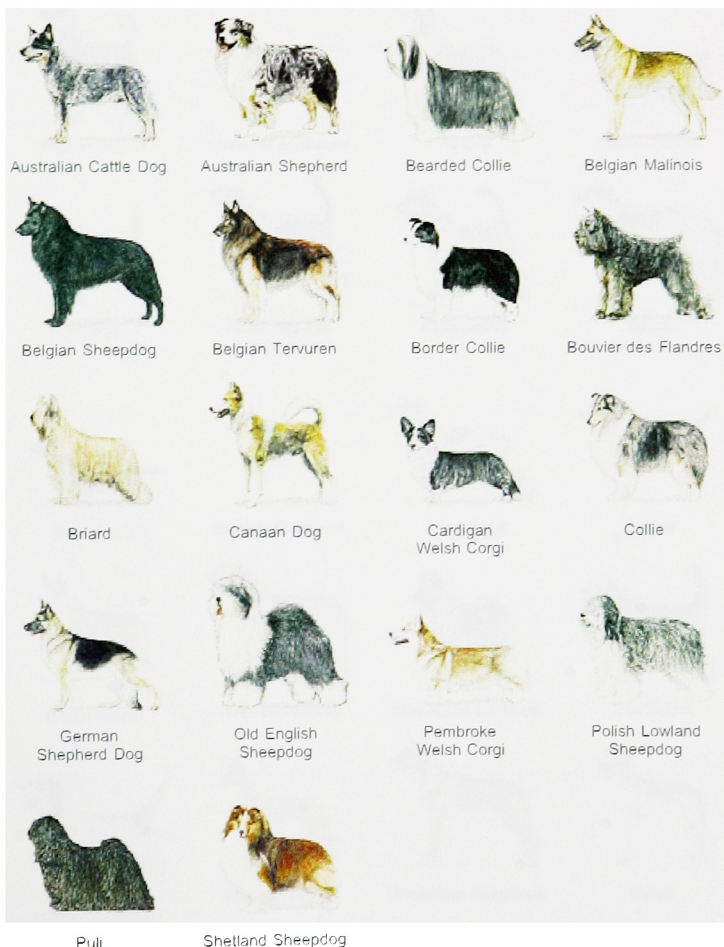 Australian Cattle Dog
Australian Shepherd
Bearded Collie
Belgian Malinois
Belgian Sheepdog
Belgian Tervuren
Border Collie
Bouvier des Flandres
Briard
Canaan Dog
Cardigan
Welsh Corgi
Collie
German
Shepherd Dog
Old English
Sheepdog
Pembroke
Welsh Corgi
Polish Lowland
Sheepdog
Puli
Shetland Sheepdog